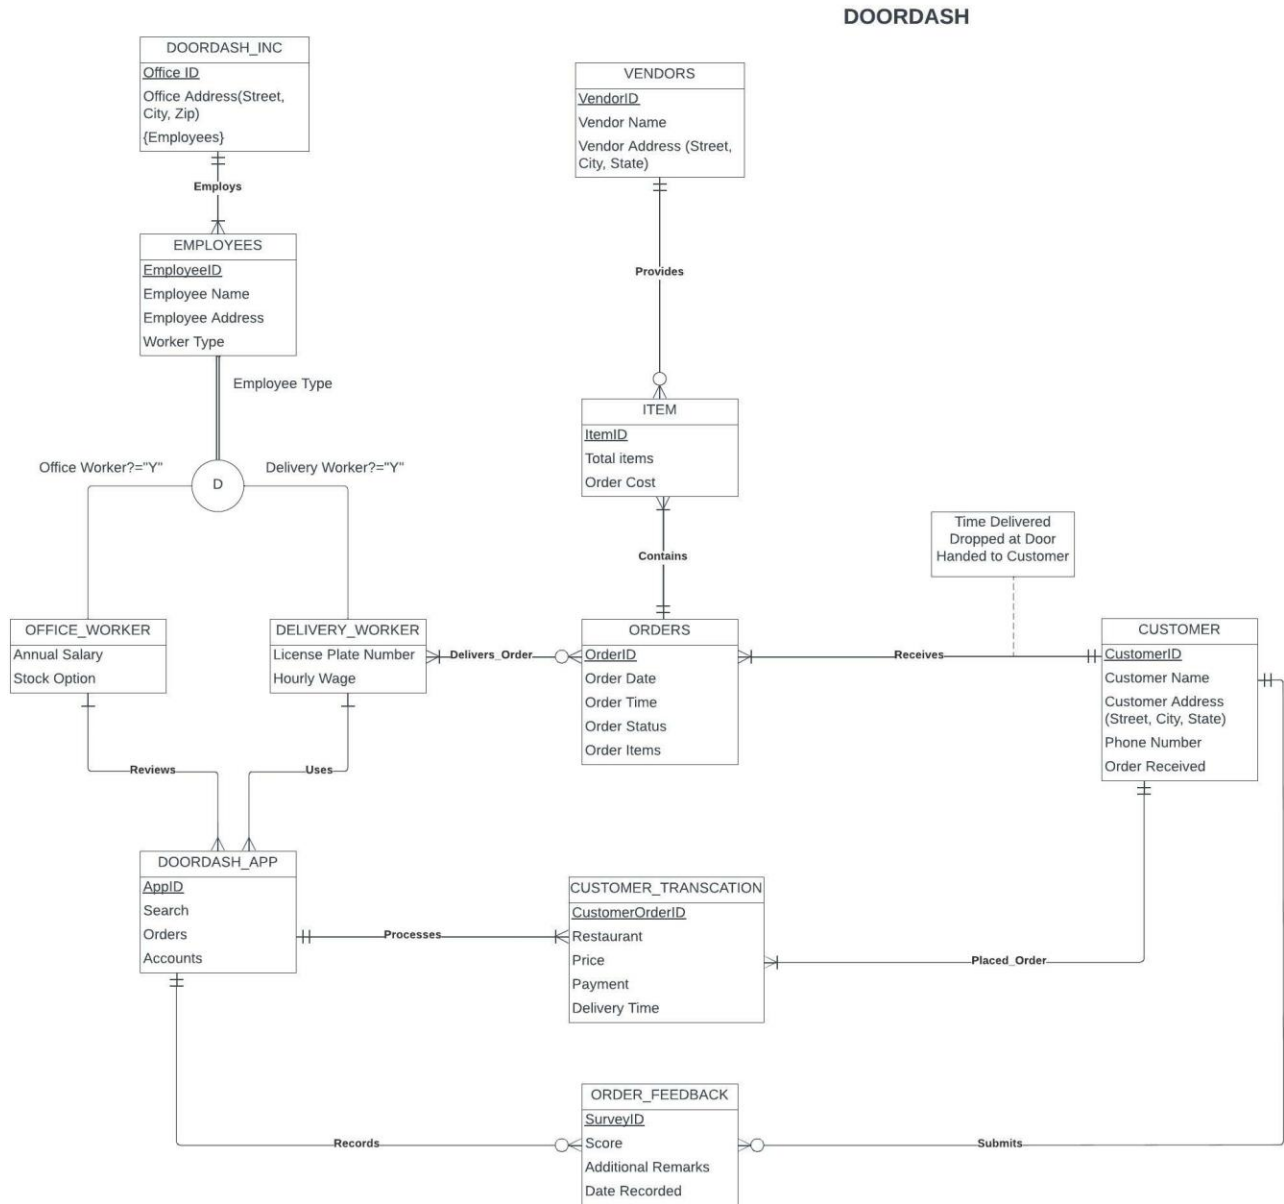 DOORDASH
DOORDASH_INC
Office ID
Office Address(Street,
City, Zip)
{Employees}
Employs
EMPLOYEES
EmployeeID
Employee Name
Employee Address
Worker Type
Employee Type
Office Worker?="Y"
Delivery Worker?="Y"
D
OFFICE_WORKER
Annual Salary
Stock Option
DELIVERY_WORKER
License Plate Number
Hourly Wage
Reviews
Uses
DOORDASH_APP
AppID
Search
Orders
Accounts
VENDORS
VendorID
Vendor Name
Vendor Address (Street,
City, State)
Provides
ITEM
ItemID
Total items
Order Cost
Contains
Delivers_Order
ORDERS
OrderID
Order Date
Order Time
Order Status
Order Items
Time Delivered
Dropped at Door
Handed to Customer
Receives
CUSTOMER
CustomerID
Customer Name
Customer Address
(Street, City, State)
Phone Number
Order Received
Processes
CUSTOMER_TRANSCATION
CustomerOrderID
Restaurant
Price
Payment
Delivery Time
Placed_Order
Records
ORDER_FEEDBACK
SurveyID
Score
Additional Remarks
Date Recorded
Submits